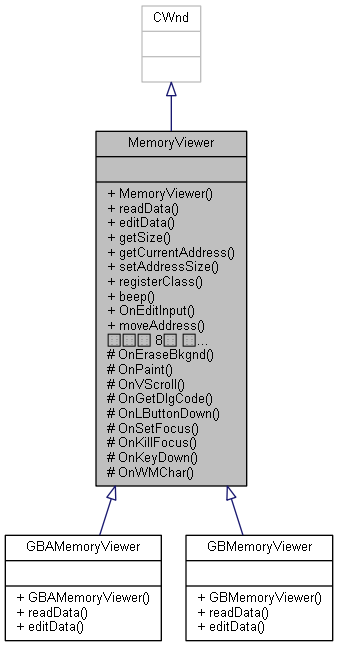 CWnd
MemoryViewer
+ MemoryViewer()
+ readData()
+ editData()
+ getSize()
+ getCurrentAddress()
+ setAddressSize()
+ registerClass()
+ beep()
+ OnEditInput()
+ moveAddress()
8 ...
# OnEraseBkgnd()
# OnPaint()
# OnVScroll()
# OnGetDlgCode()
# OnLButtonDown()
# OnSetFocus()
# OnKillFocus()
# OnKeyDown()
# OnWMChar()
GBAMemoryViewer
+ GBAMemoryViewer()
+ readData()
+ editData()
GBMemoryViewer
+ GBMemoryViewer()
+ readData()
+ editData()